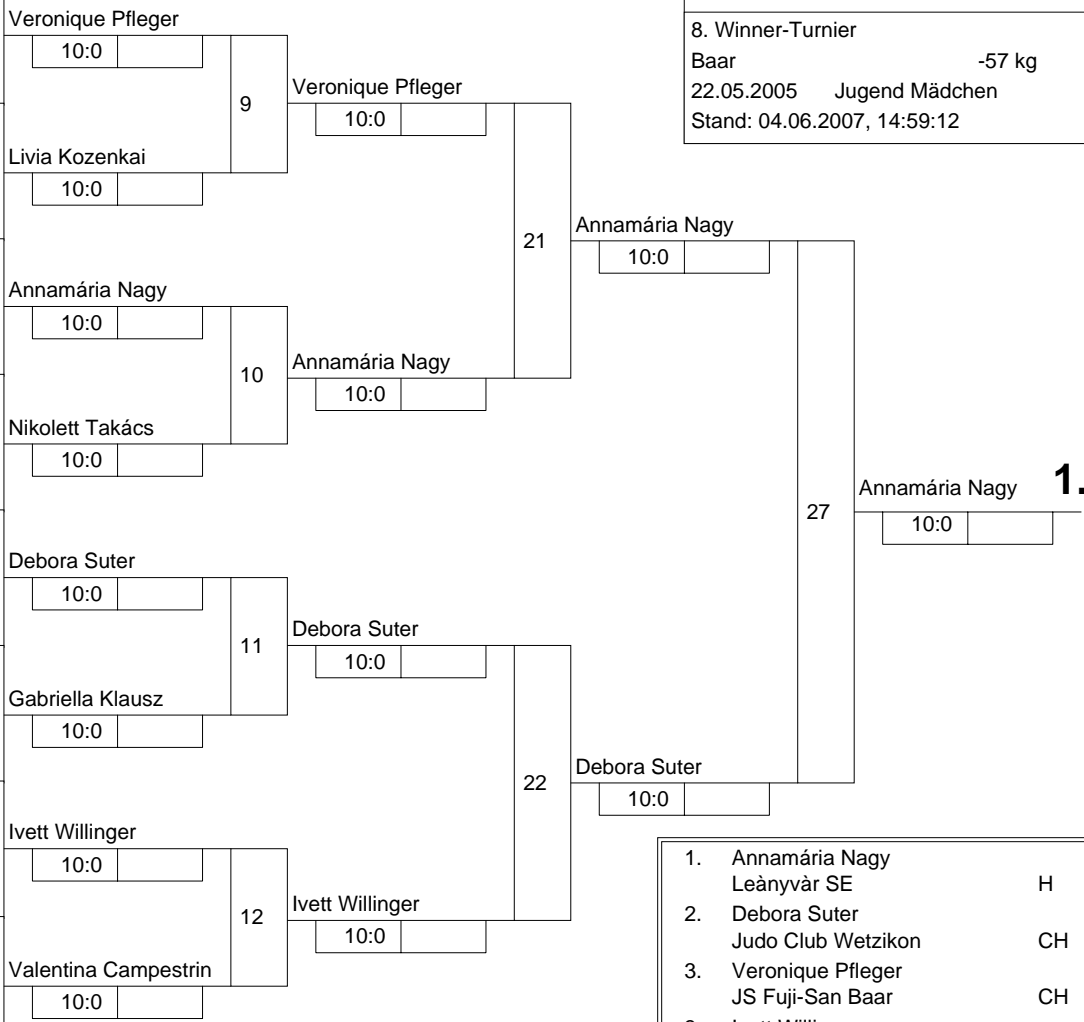 Veronique Pfleger
10:0
9
Livia Kozenkai
10:0
Annamária Nagy
10:0
10
Nikolett Takács
10:0
Debora Suter
10:0
11
Gabriella Klausz
10:0
Ivett Willinger
10:0
12
Valentina Campestrin
10:0
Veronique Pfleger
10:0
21
Annamária Nagy
10:0
Debora Suter
10:0
22
Ivett Willinger
10:0
Annamária Nagy
10:0
27
Debora Suter
10:0
Annamária Nagy 1.
10:0
8. Winner-Turnier
Baar -57 kg
22.05.2005 Jugend Mädchen
Stand: 04.06.2007, 14:59:12
1. Annamária Nagy
Leànyvàr SE H
2. Debora Suter
Judo Club Wetzikon CH
3. Veronique Pfleger
JS Fuji-San Baar CH